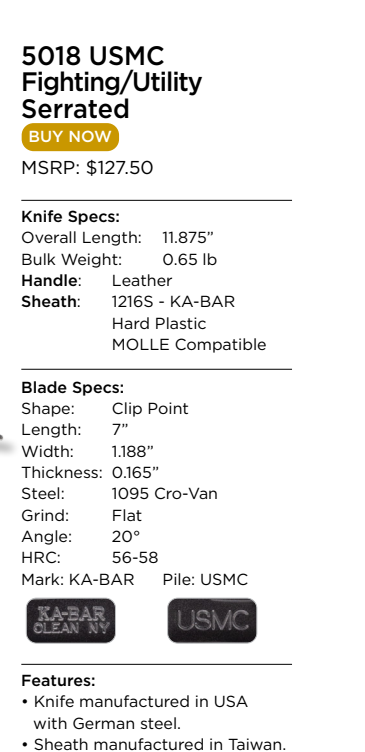 5018 USMC
Fighting/Utility
Serrated
BUY NOW
MSRP: $127.50
Knife Specs:
Overall Length: 11.875”
Bulk Weight: 0.65 lb
Handle: Leather
Sheath: 1216S - KA-BAR
Hard Plastic
MOLLE Compatible
Blade Specs:
Shape: Clip Point
Length: 7”
Width: 1.188”
Thickness: 0.165”
Steel: 1095 Cro-Van
Grind: Flat
Angle: 20°
HRC: 56-58
Mark: KA-BAR Pile: USMC
KA-BAR USMC
OLEAN NY
Features:
• Knife manufactured in USA
with German steel.
• Sheath manufactured in Taiwan.